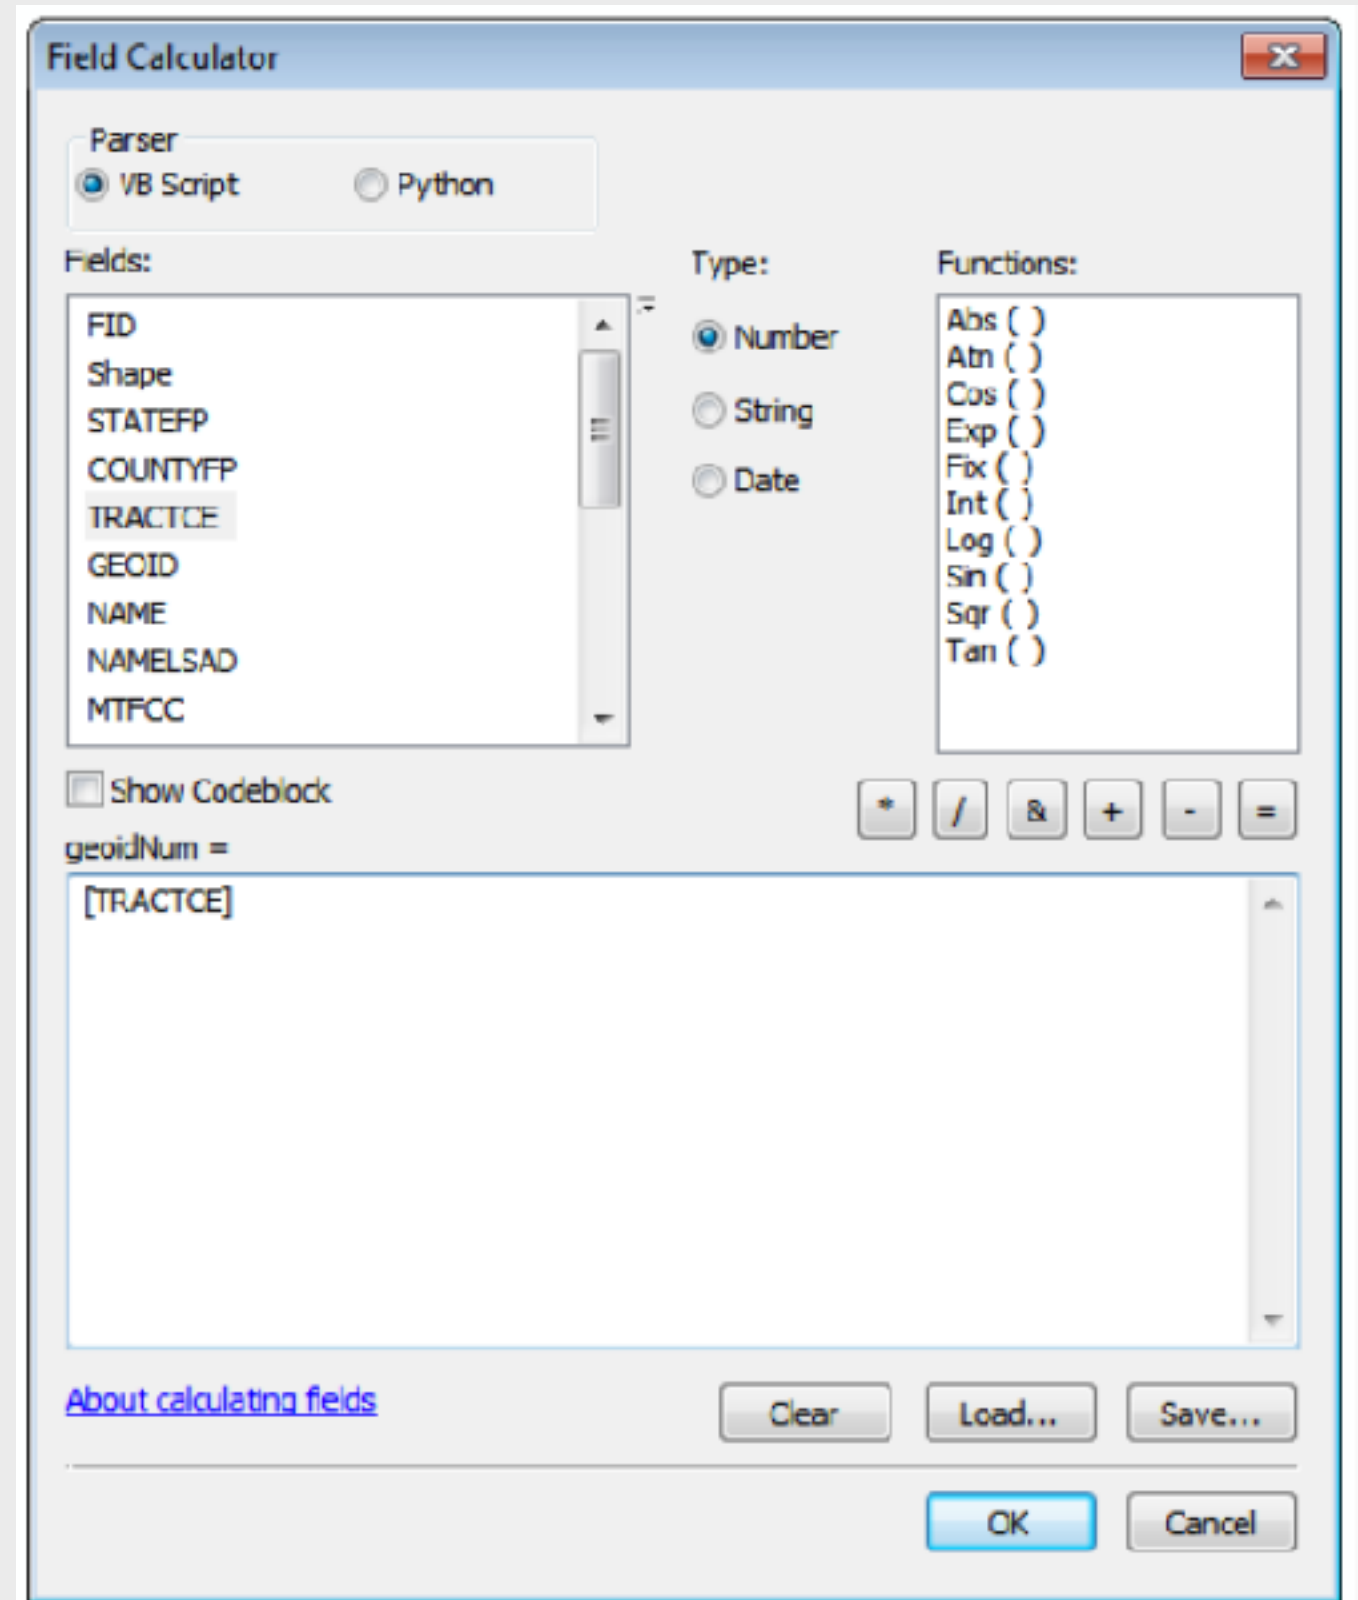 Field Calculator
Parser
VB Script Python
Fields: Type: Functions:
FID
Shape
STATEFP
COUNTYFP
TRACTCE
GEOID
NAME
NAMELSAD
MTFCC
Number
String
Date
Abs ( )
Atn ( )
Cos ( )
Exp ( )
Fix ( )
Int ( )
Log ( )
Sin ( )
Sqr ( )
Tan ( )
Show Codeblock
* / & + - =
geoidNum =
[TRACTCE]
About calculating fields
Clear Load... Save...
OK Cancel